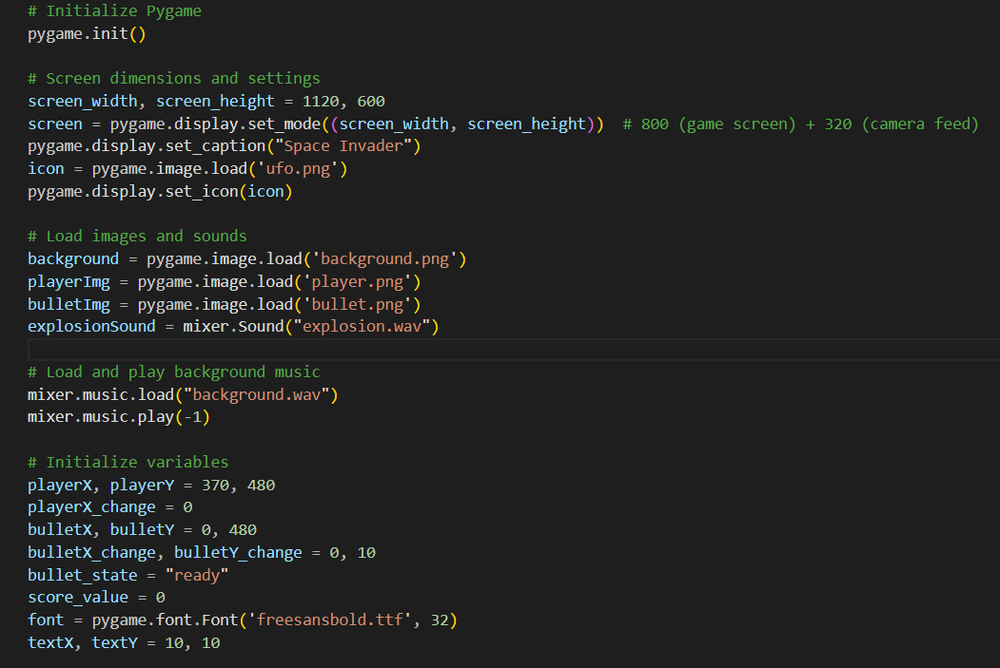 # Initialize Pygame
pygame.init()
# Screen dimensions and settings
screen_width, screen_height = 1120, 600
screen = pygame.display.set_mode((screen_width, screen_height))  # 800 (game screen) + 320 (camera feed)
pygame.display.set_caption("Space Invader")
icon = pygame.image.load('ufo.png')
pygame.display.set_icon(icon)
# Load images and sounds
background = pygame.image.load('background.png')
playerImg = pygame.image.load('player.png')
bulletImg = pygame.image.load('bullet.png')
explosionSound = mixer.Sound("explosion.wav")
# Load and play background music
mixer.music.load("background.wav")
mixer.music.play(-1)
# Initialize variables
playerX, playerY = 370, 480
playerX_change = 0
bulletX, bulletY = 0, 480
bulletX_change, bulletY_change = 0, 10
bullet_state = "ready"
score_value = 0
font = pygame.font.Font('freesansbold.ttf', 32)
textX, textY = 10, 10